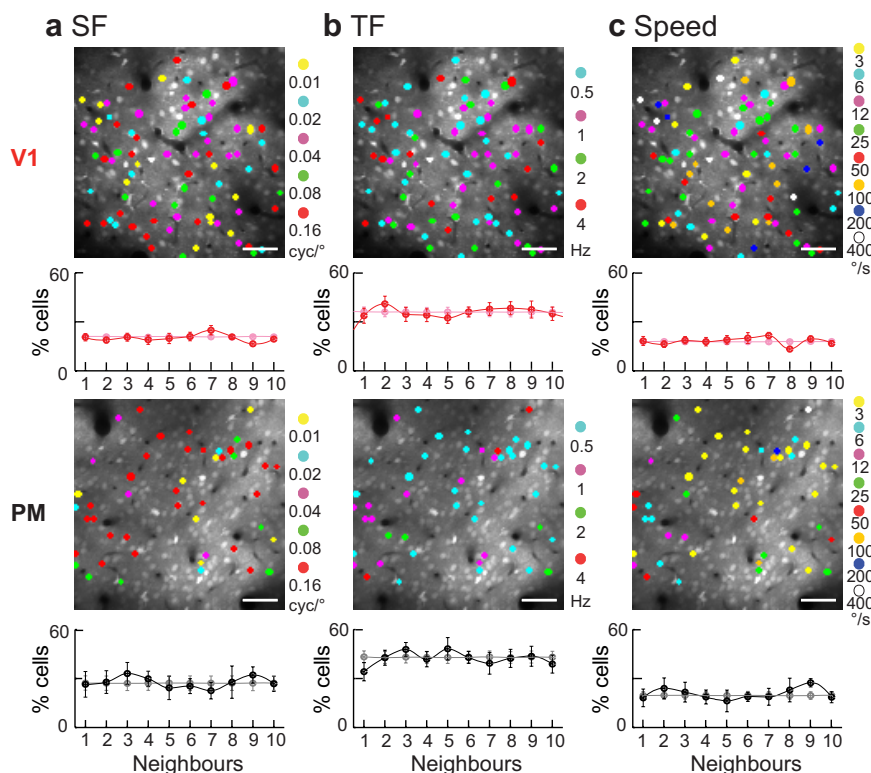 a SF
b TF
c Speed
V1
0.01
0.02
0.04
0.08
0.16
cyc/°
0.5
1
2
4
Hz
3
6
12
25
50
100
200
400
°/s
60
% cells
0
1 2 3 4 5 6 7 8 9 10
1 2 3 4 5 6 7 8 9 10
1 2 3 4 5 6 7 8 9 10
60
% cells
0
60
% cells
0
PM
0.01
0.02
0.04
0.08
0.16
cyc/°
0.5
1
2
4
Hz
3
6
12
25
50
100
200
400
°/s
60
% cells
0
1 2 3 4 5 6 7 8 9 10
Neighbours
60
% cells
0
1 2 3 4 5 6 7 8 9 10
Neighbours
60
% cells
0
1 2 3 4 5 6 7 8 9 10
Neighbours